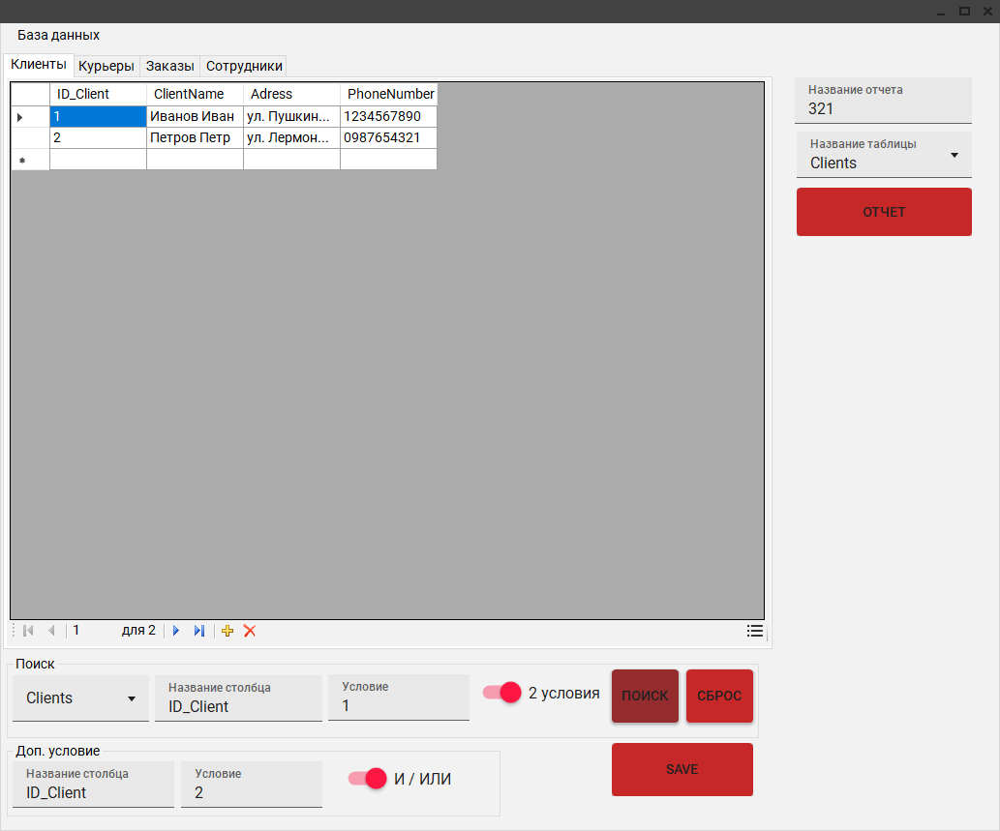 База данных
Клиенты Курьеры Заказы Сотрудники
ID_Client ClientName Adress PhoneNumber
1 Иванов Иван ул. Пушкин... 1234567890
2 Петров Петр ул. Лермон... 0987654321
Название отчета
321
Название таблицы
Clients
ОТЧЕТ
1 для 2
Поиск
Clients
Название столбца
ID_Client
Условие
1
2 условия
ПОИСК
СБРОС
Доп. условие
Название столбца
ID_Client
Условие
2
И / ИЛИ
SAVE